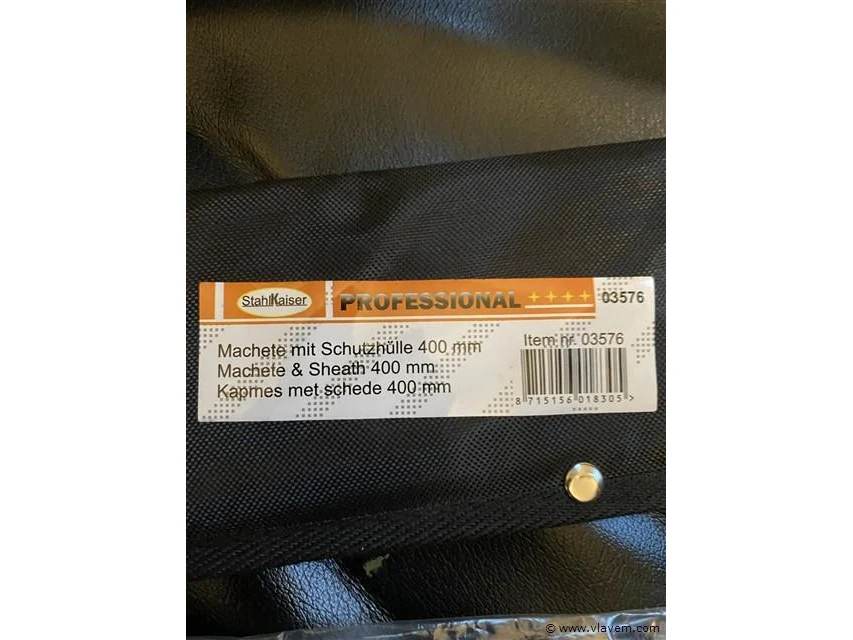 StahlKaiser PROFESSIONAL ++++ 03576
Machete mit Schutzhülle 400 mm
Item nr. 03576
Machete & Sheath 400 mm
Kapmes met schede 400 mm
8 715156 018305 >
© www.vlavem.com